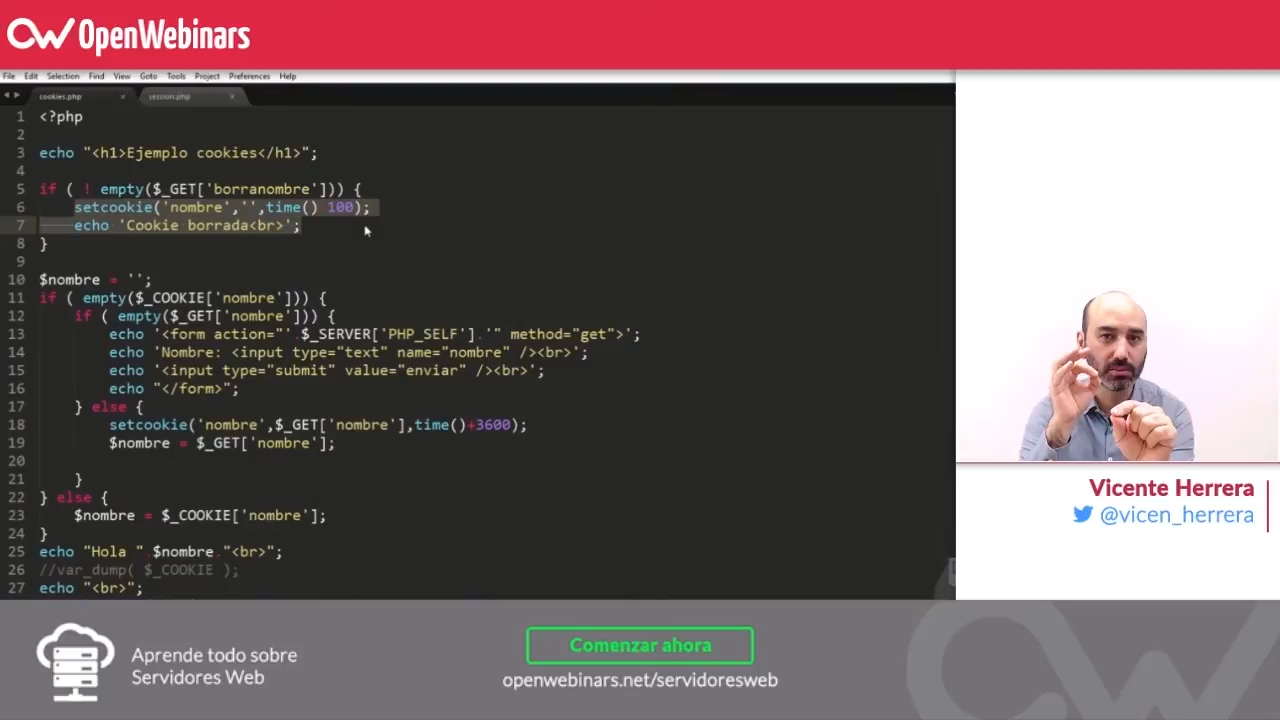 OpenWebinars
File Edit Selection Find View Goto Tools Project Preferences Help
cookies.php × session.php ×
1 <?php
2
3 echo "<h1>Ejemplo cookies</h1>";
4
5 if ( ! empty($_GET['borranombre'])) {
6 setcookie('nombre','',time() 100);
7 echo 'Cookie borrada<br>';
8 }
9
10 $nombre = '';
11 if ( empty($_COOKIE['nombre'])) {
12 if ( empty($_GET['nombre'])) {
13 echo '<form action="'.$_SERVER['PHP_SELF'].'" method="get">';
14 echo 'Nombre: <input type="text" name="nombre" /><br>';
15 echo '<input type="submit" value="enviar" /><br>';
16 echo "</form>";
17 } else {
18 setcookie('nombre',$_GET['nombre'],time()+3600);
19 $nombre = $_GET['nombre'];
20
21 }
22 } else {
23 $nombre = $_COOKIE['nombre'];
24 }
25 echo "Hola ".$nombre."<br>";
26 //var_dump( $_COOKIE );
27 echo "<br>";
Vicente Herrera
@vicen_herrera
Aprende todo sobre
Servidores Web
Comenzar ahora
openwebinars.net/servidoresweb